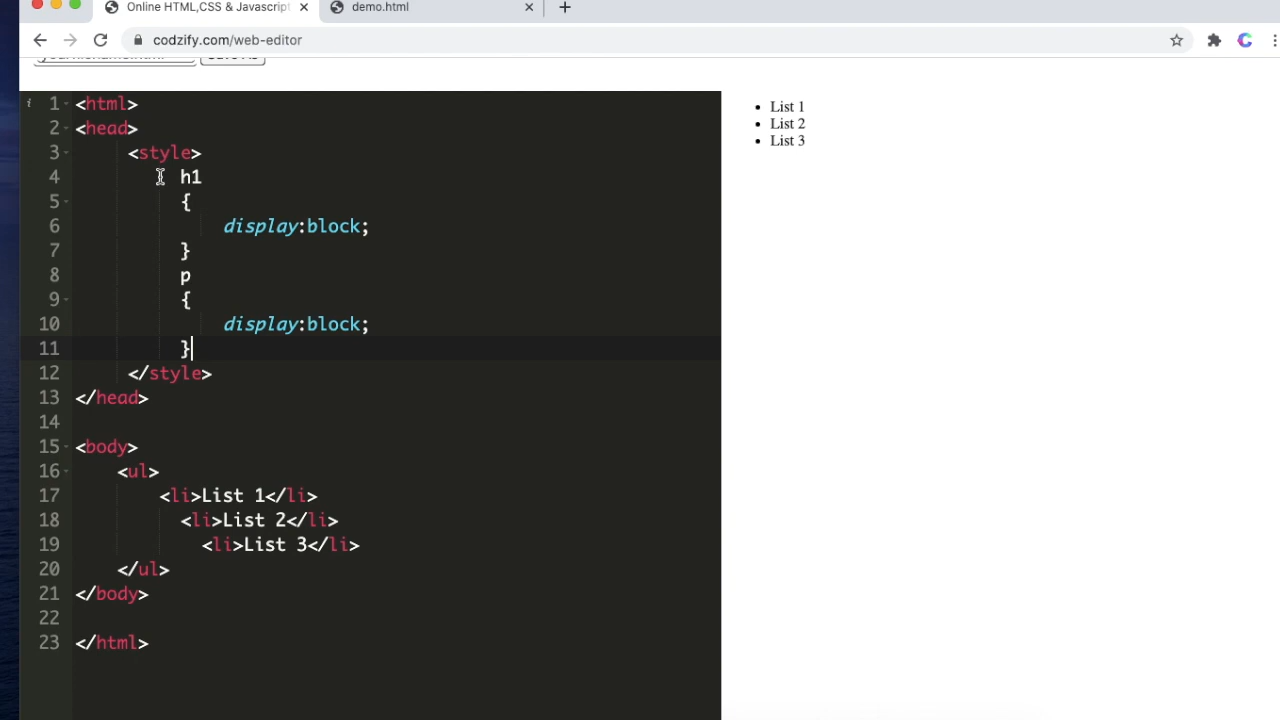 Online HTML,CSS & Javascript
demo.html
codzify.com/web-editor
1 <html>
2 <head>
3 <style>
4 h1
5 {
6 display:block;
7 }
8 p
9 {
10 display:block;
11 }
12 </style>
13 </head>
14
15 <body>
16 <ul>
17 <li>List 1</li>
18 <li>List 2</li>
19 <li>List 3</li>
20 </ul>
21 </body>
22
23 </html>
• List 1
• List 2
• List 3